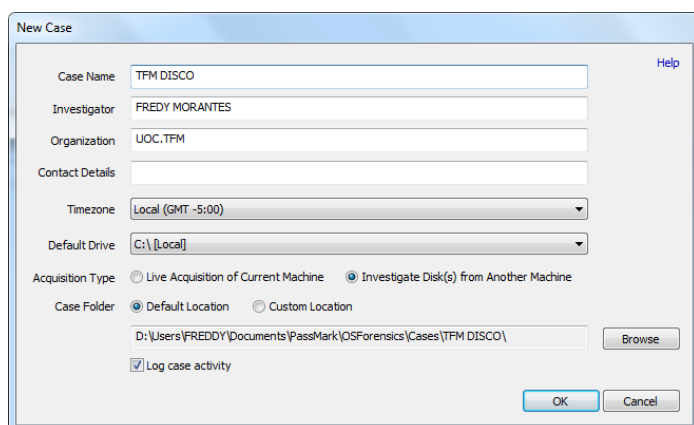 New Case
Help
Case Name TFM DISCO
Investigator FREDY MORANTES
Organization UOC.TFM
Contact Details
Timezone Local (GMT -5:00)
Default Drive C:\ [Local]
Acquisition Type Live Acquisition of Current Machine Investigate Disk(s) from Another Machine
Case Folder Default Location Custom Location
D:\Users\FREDDY\Documents\PassMark\OSForensics\Cases\TFM DISCO\ Browse
Log case activity
OK Cancel